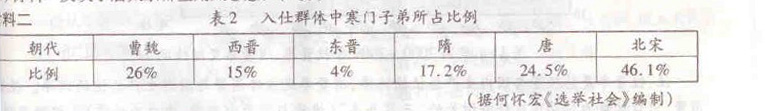 料二
表2 入仕群体中寒门子弟所占比例
朝代 曹魏 西晋 东晋 隋 唐 北宋
比例 26% 15% 4% 17.2% 24.5% 46.1%
(据何怀宏《选举社会》编制)